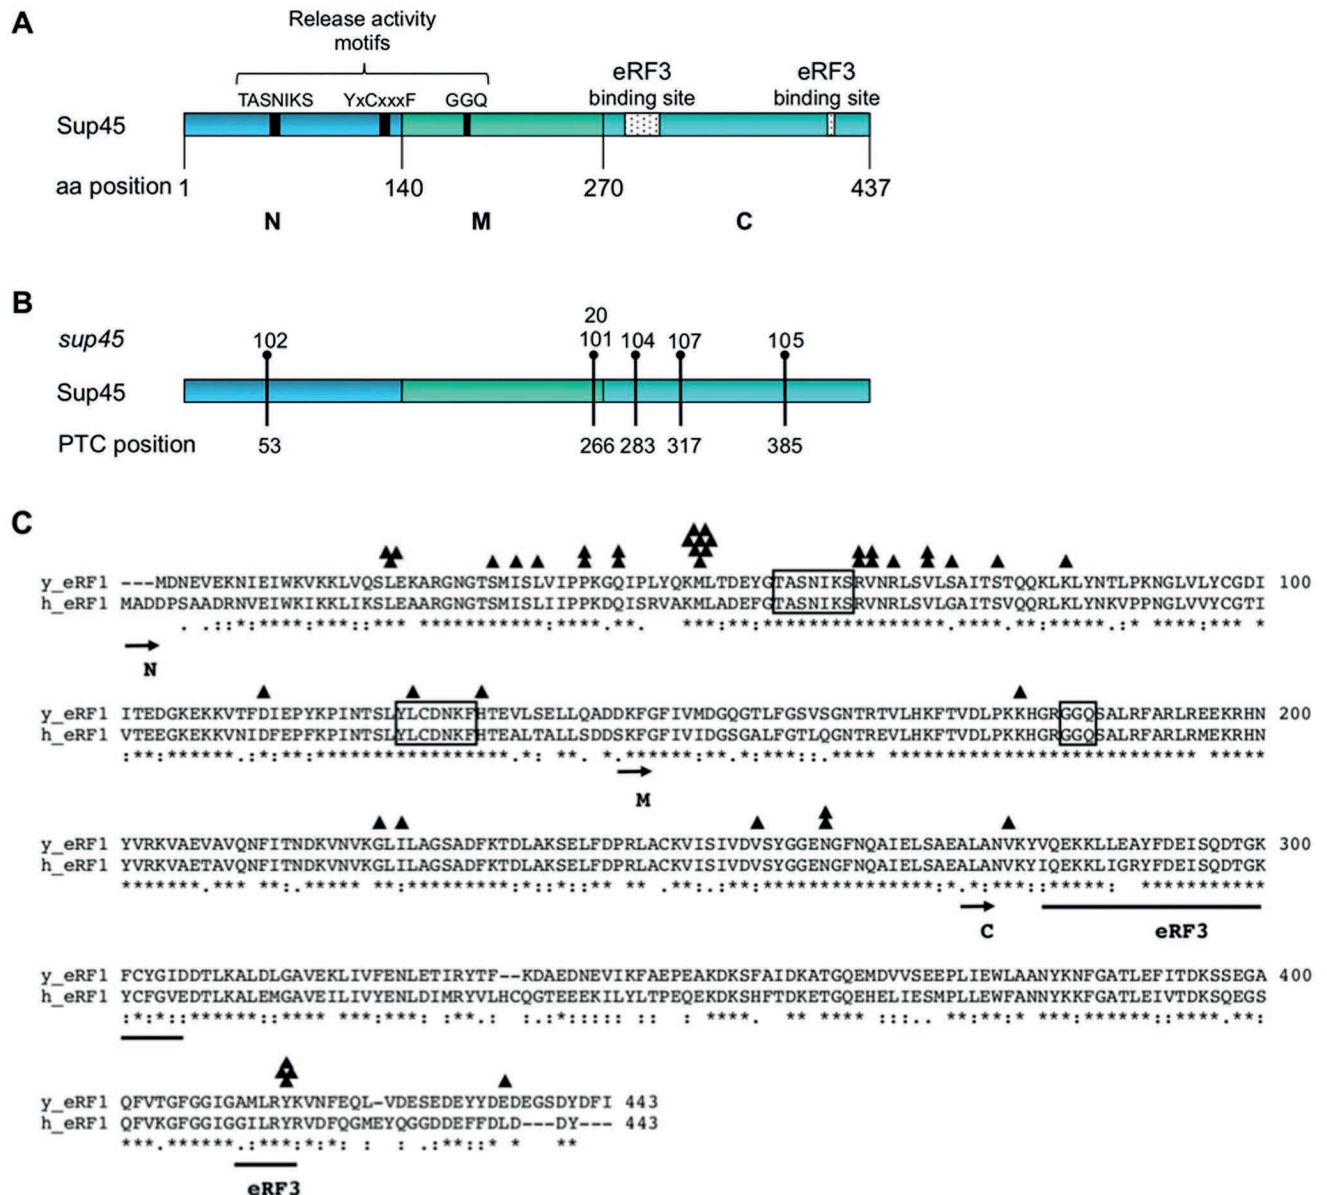 A
Release activity
motifs
eRF3
binding site
eRF3
binding site
TASNIKS YxCxxxF GGQ
Sup45
aa position 1 140 270 437
N M C
B
20
sup45 102 101 104 107 105
Sup45
PTC position 53 266 283 317 385
C
y_eRF1 ---MDNEVEKNIEIWKVKKLVQSLEKARGNGTSMISLVIPPKGQIPLYQKMLTDEYGTASNIKSRVNRLSVLSAITSTQQKLKLYNTLPKNGLVLYCGDI 100
h_eRF1 MADDPSAADRNVEIWKIKKLIKSLEAARGNGTSMISLIIPPKDQISRVAKMLADEFGTASNIKSRVNRLSVLGAITSVQQRLKLYNKVPPNGLVVYCGTI
N
y_eRF1 ITEDGKEKKVTFDIEPYKPINTSLYLCDNKFHTEVLSELLQADDKFGFIVMDGQGTLFGSVSGNTRTVLHKFTVDLPKKHGRGGQSALRFARLREEKRHN 200
h_eRF1 VTEEGKEKKVNIDFEPFKPINTSLYLCDNKFHTEALTALLSDDSKFGFIVIDGSGALFGTLQGNTREVLHKFTVDLPKKHGRGGQSALRFARLRMEKRHN
M
y_eRF1 YVRKVAEVAVQNFITNDKVNVKGLILAGSADFKTDLAKSELFDPRLACKVISIVDVSYGGENGFNQAIELSAEALANVKYVQEKKLLEAYFDEISQDTGK 300
h_eRF1 YVRKVAETAVQNFITNDKVNVKGLILAGSADFKTDLAKSELFDPRLACKVISIVDVSYGGENGFNQAIELSAEALANVKYIQEKKLIGRYFDEISQDTGK
C eRF3
y_eRF1 FCYGIDDTLKALDLGAVEKLIVFENLETIRYTF--KDAEDNEVIKFAEPEAKDKSFAIDKATGQEMDVVSEEPLIEWLAANYKNFGATLEFITDKSSEGA 400
h_eRF1 YCFGVEDTLKALEMGAVEILIVYENLDIMRYVLHCQGTEEEKILYLTPEQEKDKSHFTDKETGQEHELIESMPLLEWFANNYKKFGATLEIVTDKSQEGS
y_eRF1 QFVTGFGGIGAMLRYKVNFEQL-VDESEDEYYDEDEGSDYDFI 443
h_eRF1 QFVKGFGGIGGILRYRVDFQGMEYQGGDDEFFDLD---DY--- 443
eRF3